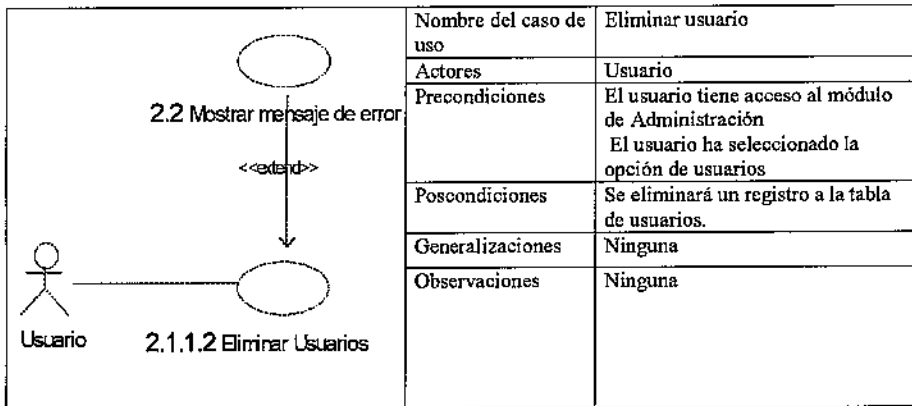 2.2 Mostrar mensaje de error
<<extend>>
Usuario
2.1.1.2 Eliminar Usuarios
Nombre del caso de uso
Eliminar usuario
Actores
Usuario
Precondiciones
El usuario tiene acceso al módulo
de Administración
El usuario ha seleccionado la
opción de usuarios
Poscondiciones
Se eliminará un registro a la tabla
de usuarios.
Generalizaciones
Ninguna
Observaciones
Ninguna